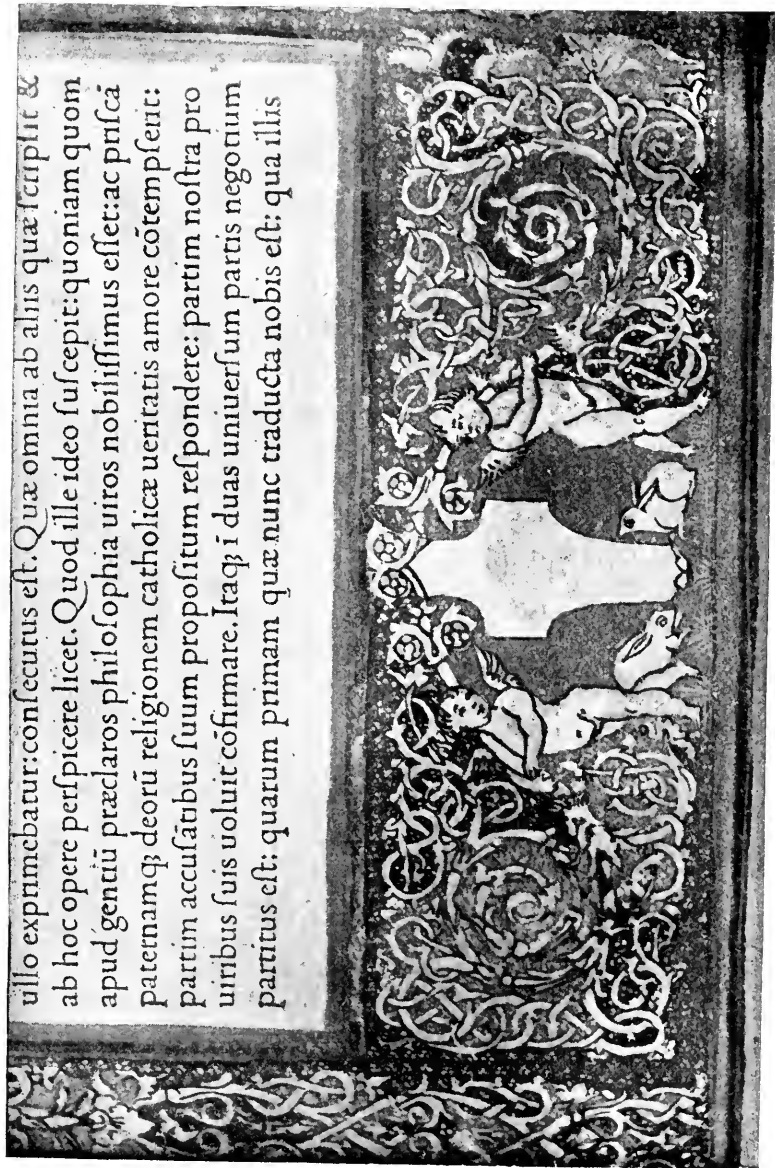 ullo exprimebatur:conſecutus eſt. Quæ omnia ab aliis quæ ſcripſit &
ab hoc opere perſpicere licet. Quod ille ideo ſuſcepit: quoniam quom
apud gentiū præclaros philoſophia uiros nobiliſſimus eſſet:ac priſcā
paternamqꝫ deorū religionem catholicæ ueritatis amore cōtempſerit:
partim accuſātibus ſuum propoſitum reſpondere: partim noſtra pro
uiribus ſuis uoluit cōfirmare. Itaqꝫ ī duas uniuerſum partis negotium
partitus eſt: quarum primam quæ nunc traducta nobis eſt: qua illis